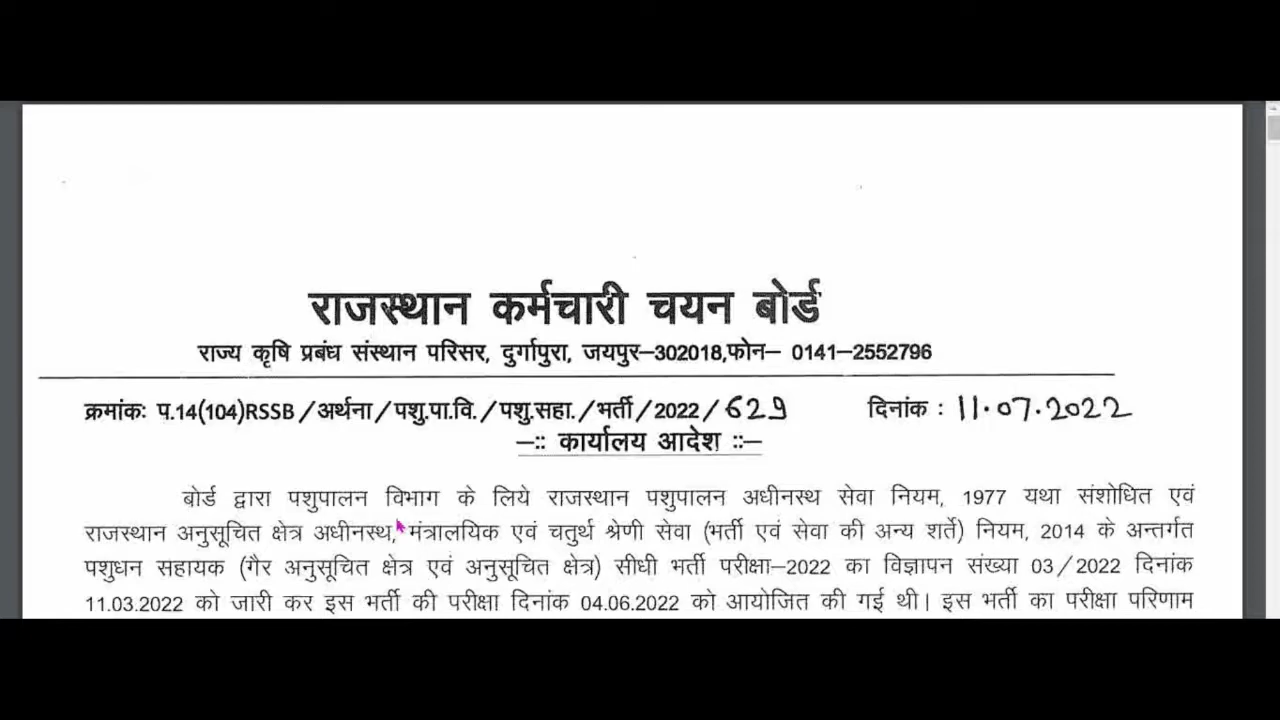 राजस्थान कर्मचारी चयन बोर्ड
राज्य कृषि प्रबंध संस्थान परिसर, दुर्गापुरा, जयपुर–302018,फोन– 0141–2552796
क्रमांकः प.14(104)RSSB/अर्थना/पशु.पा.वि./पशु.सहा./भर्ती/2022/629 दिनांक : 11.07.2022
–:: कार्यालय आदेश ::–
बोर्ड द्वारा पशुपालन विभाग के लिये राजस्थान पशुपालन अधीनस्थ सेवा नियम, 1977 यथा संशोधित एवं
राजस्थान अनुसूचित क्षेत्र अधीनस्थ, मंत्रालयिक एवं चतुर्थ श्रेणी सेवा (भर्ती एवं सेवा की अन्य शर्ते) नियम, 2014 के अन्तर्गत
पशुधन सहायक (गैर अनुसूचित क्षेत्र एवं अनुसूचित क्षेत्र) सीधी भर्ती परीक्षा–2022 का विज्ञापन संख्या 03/2022 दिनांक
11.03.2022 को जारी कर इस भर्ती की परीक्षा दिनांक 04.06.2022 को आयोजित की गई थी। इस भर्ती का परीक्षा परिणाम